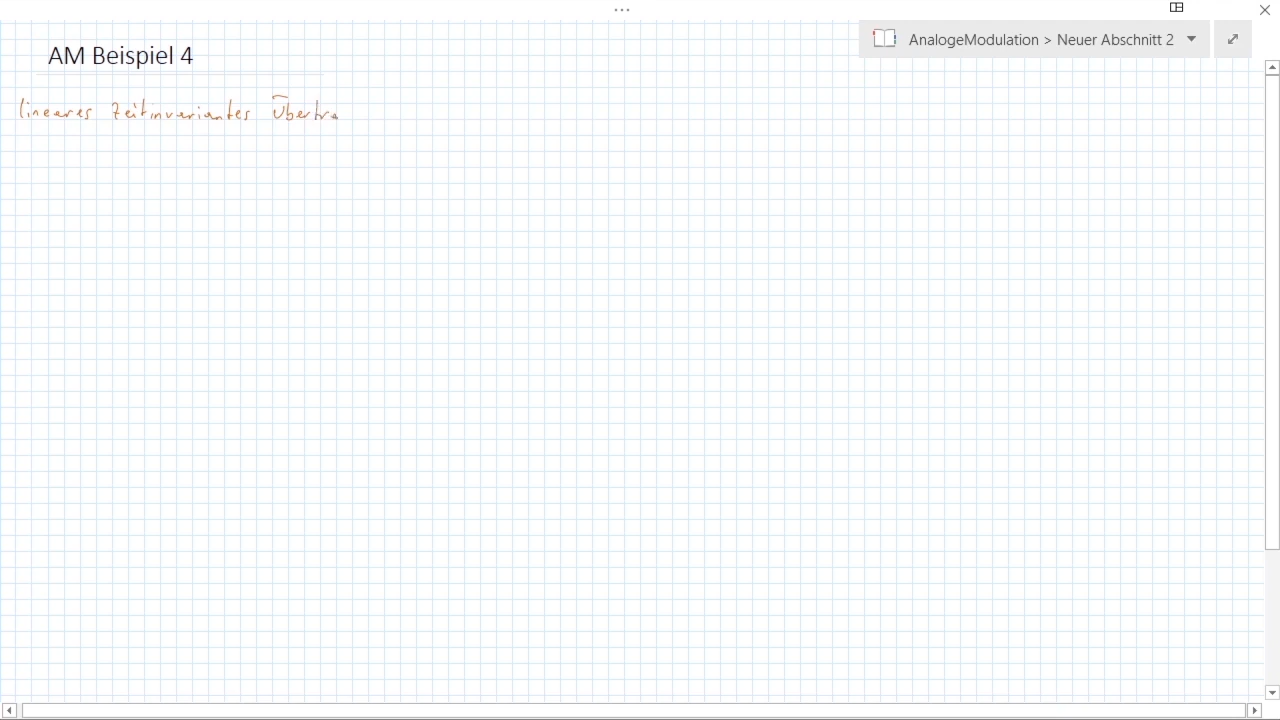 AnalogeModulation > Neuer Abschnitt 2
AM Beispiel 4
lineares zeitinvariantes Übertra